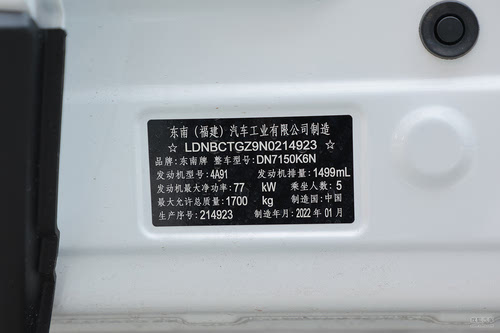 东南（福建）汽车工业有限公司制造
☆ LDNBCTGZ9N0214923 ☆
品牌：东南牌 整车型号：DN7150K6N
发动机型号：4A91 发动机排量：1499mL
发动机最大净功率：77 kW 乘坐人数：5
最大允许总质量：1700 kg 制造国：中国
生产序号：214923 制造年月：2022 年 01 月